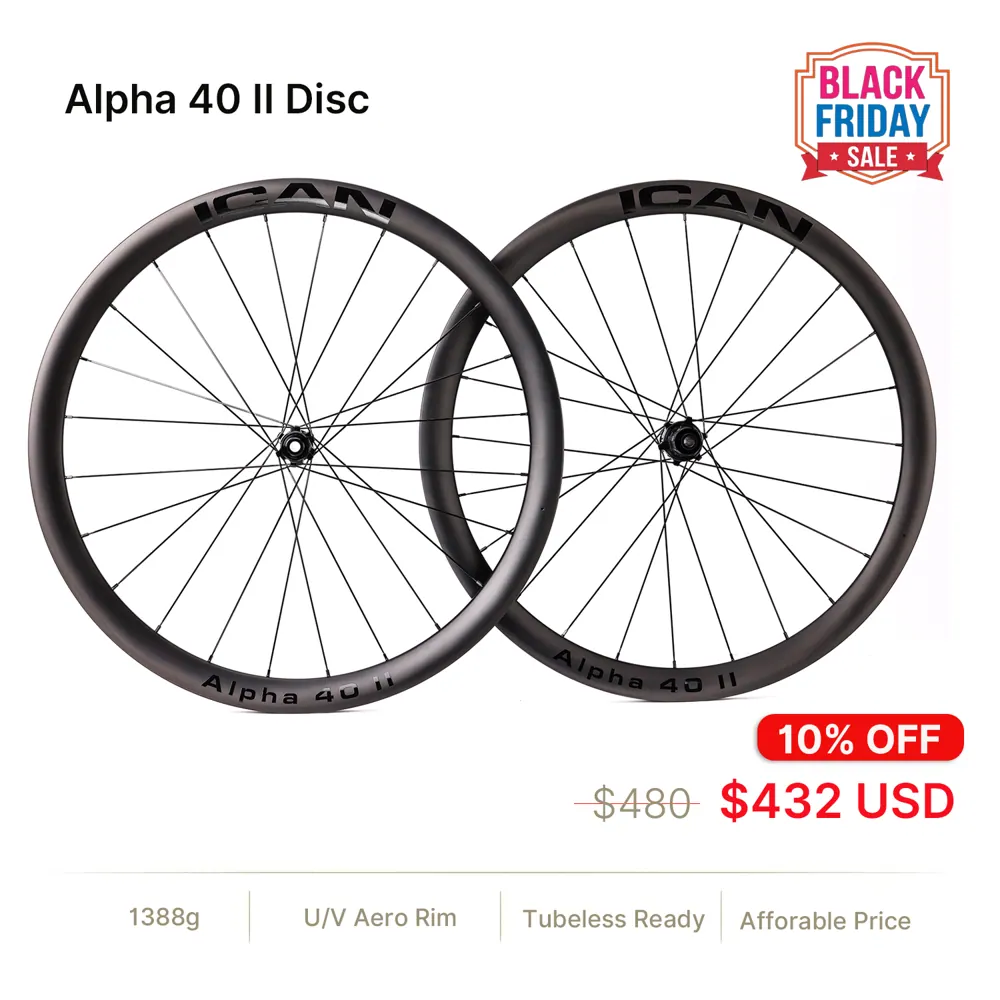 Alpha 40 II Disc
BLACK
FRIDAY
SALE
ICAN
ICAN
Alpha 40 II
Alpha 40 II
10% OFF
$480 $432 USD
1388g U/V Aero Rim Tubeless Ready Afforable Price